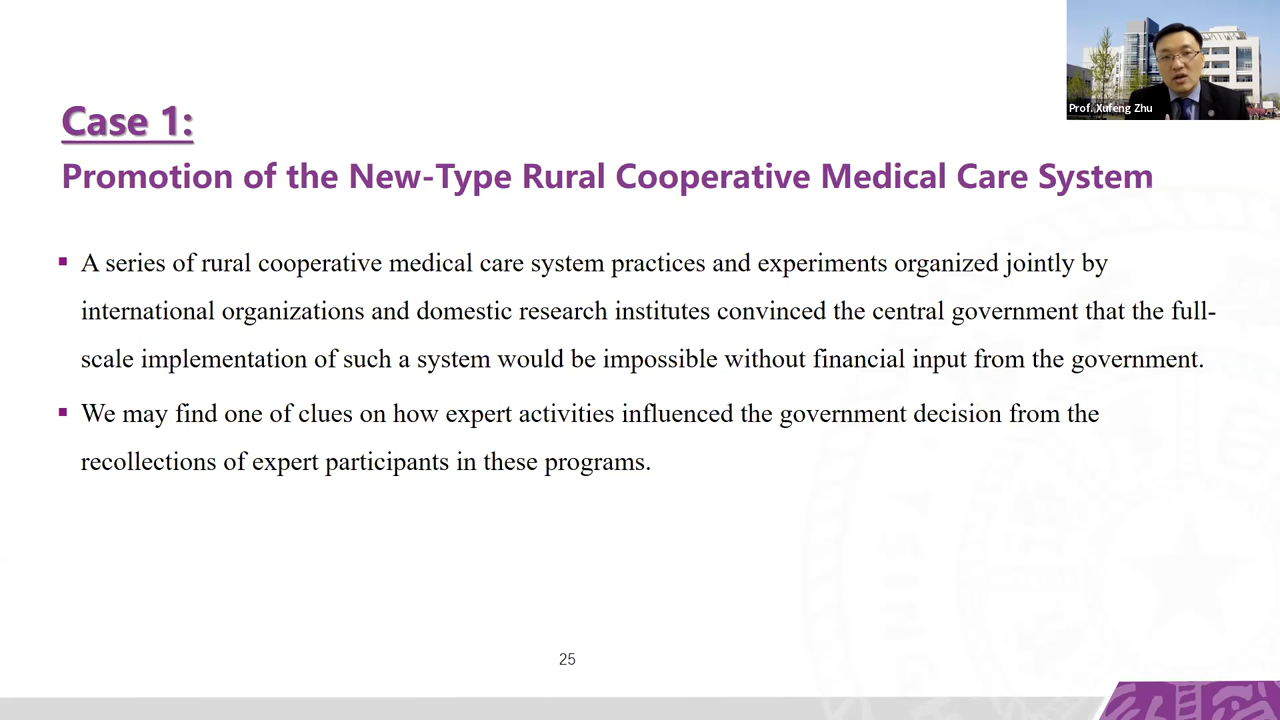 Prof. Xufeng Zhu
Case 1:
Promotion of the New-Type Rural Cooperative Medical Care System
▪ A series of rural cooperative medical care system practices and experiments organized jointly by
international organizations and domestic research institutes convinced the central government that the full-
scale implementation of such a system would be impossible without financial input from the government.
▪ We may find one of clues on how expert activities influenced the government decision from the
recollections of expert participants in these programs.
25